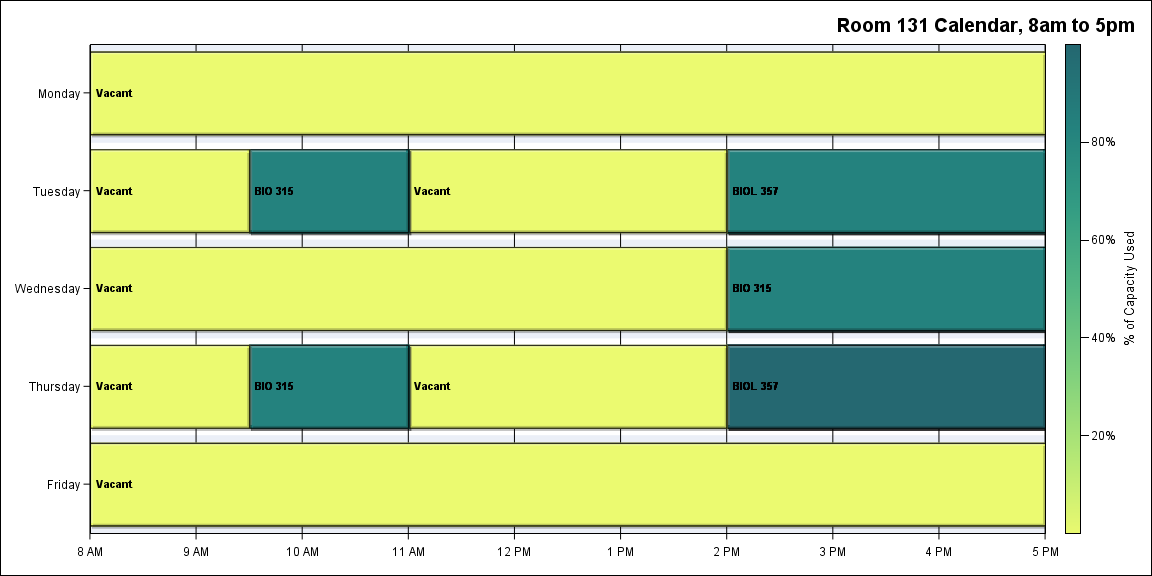 Room 131 Calendar, 8am to 5pm
Monday
Vacant
Tuesday
Vacant
BIO 315
Vacant
BIOL 357
Wednesday
Vacant
BIO 315
Thursday
Vacant
BIO 315
Vacant
BIOL 357
Friday
Vacant
8 AM
9 AM
10 AM
11 AM
12 PM
1 PM
2 PM
3 PM
4 PM
5 PM
80%
60%
40%
20%
% of Capacity Used